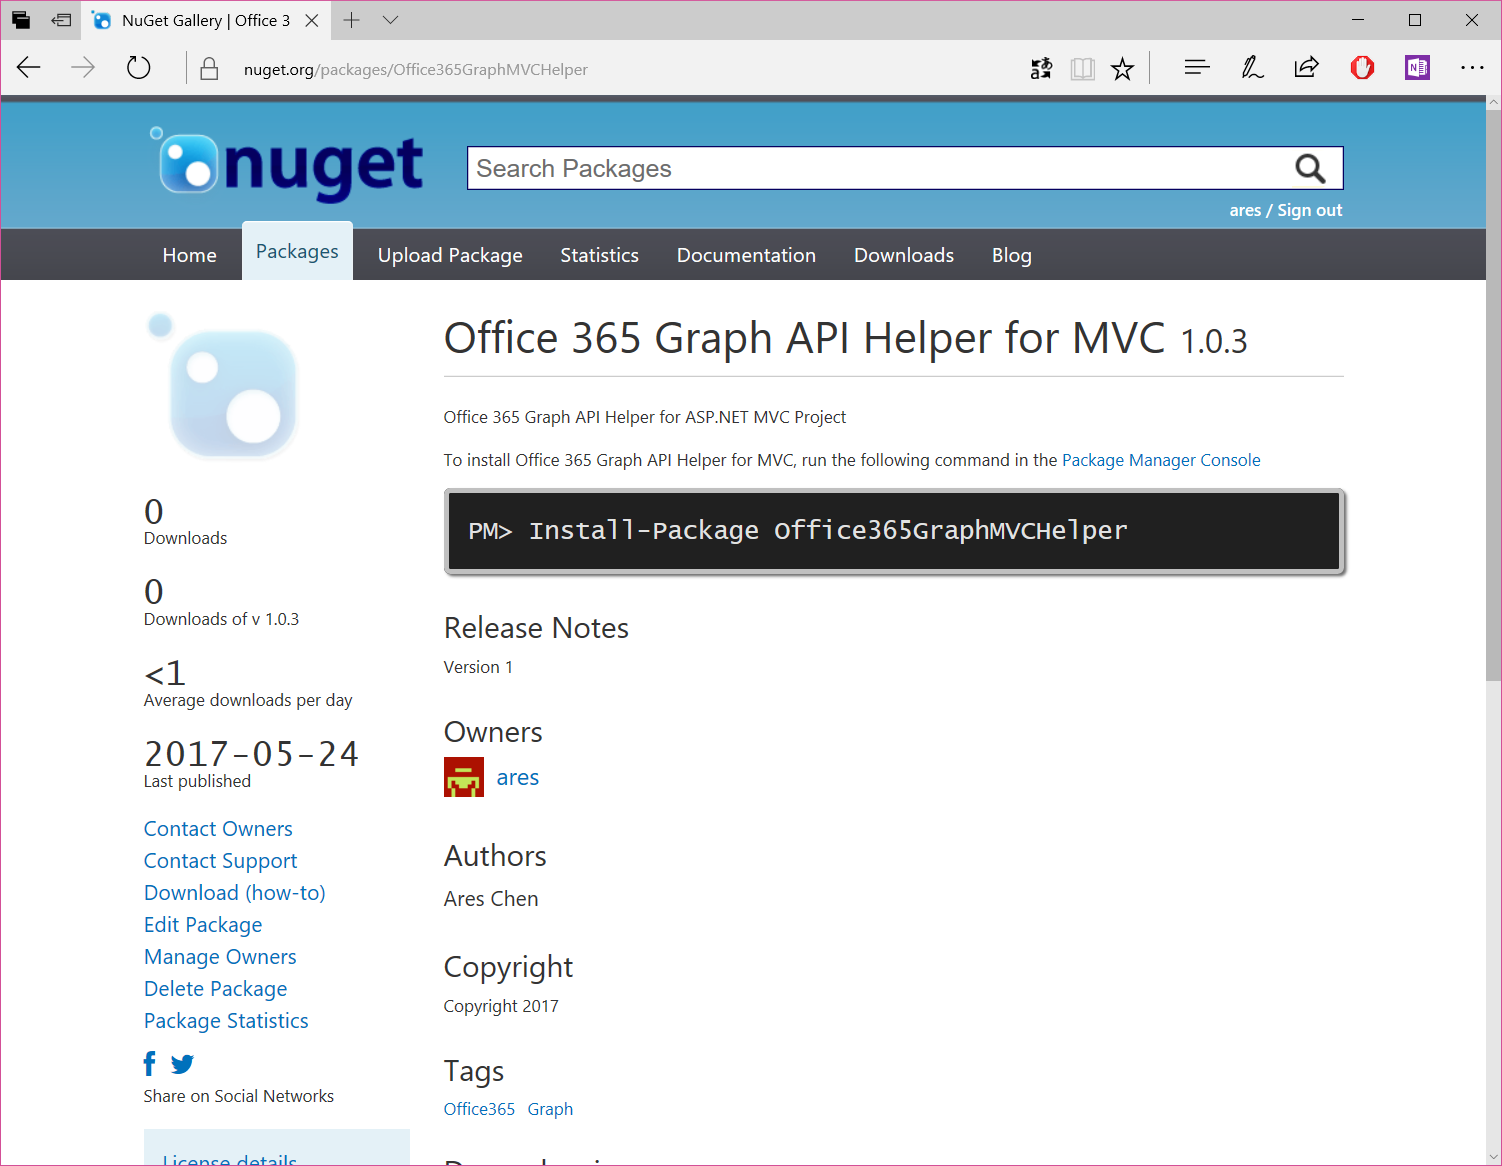 NuGet Gallery | Office 3
nuget.org/packages/Office365GraphMVCHelper
nuget
Search Packages
ares / Sign out
Home Packages Upload Package Statistics Documentation Downloads Blog
Office 365 Graph API Helper for MVC 1.0.3
Office 365 Graph API Helper for ASP.NET MVC Project
To install Office 365 Graph API Helper for MVC, run the following command in the Package Manager Console
PM> Install-Package Office365GraphMVCHelper
0
Downloads
0
Downloads of v 1.0.3
<1
Average downloads per day
2017-05-24
Last published
Contact Owners
Contact Support
Download (how-to)
Edit Package
Manage Owners
Delete Package
Package Statistics
Share on Social Networks
License details
Release Notes
Version 1
Owners
ares
Authors
Ares Chen
Copyright
Copyright 2017
Tags
Office365 Graph